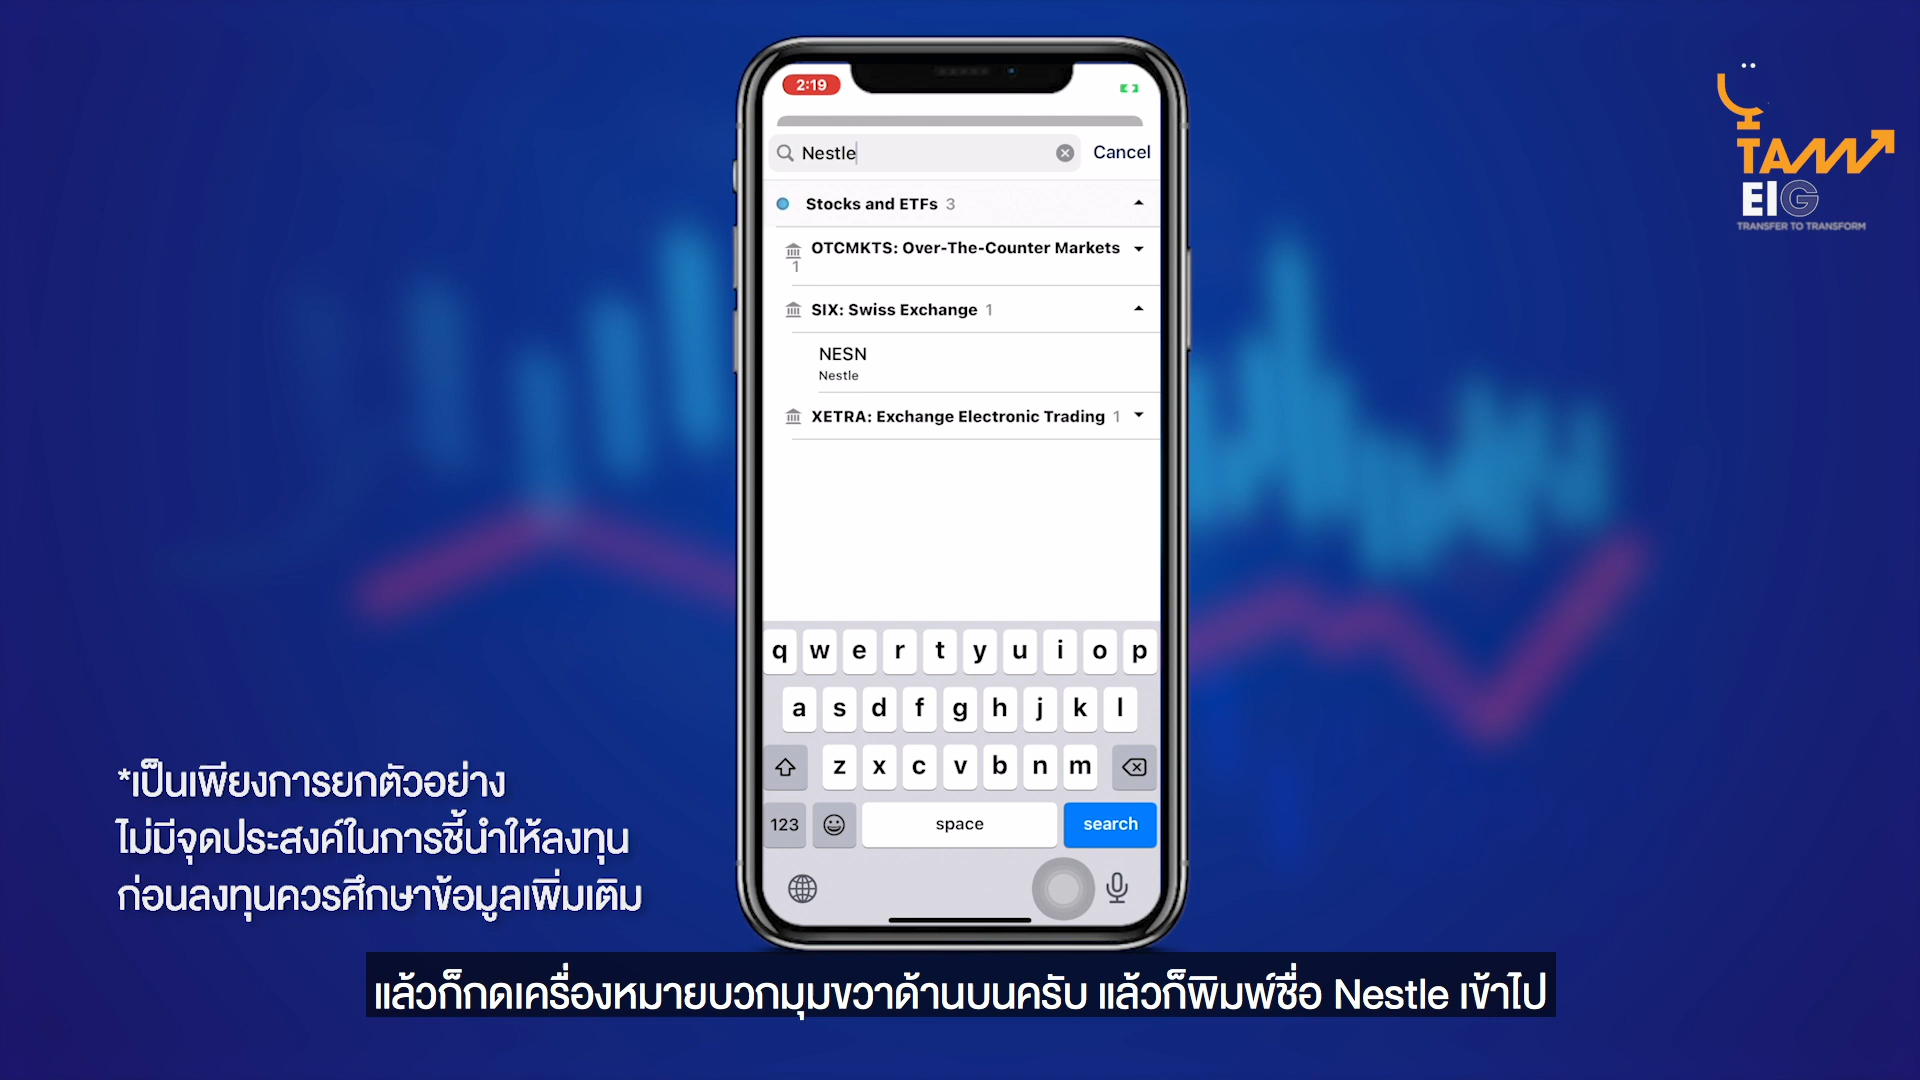 2:19
Nestle
Cancel
Stocks and ETFs 3
OTCMKTS: Over-The-Counter Markets
1
SIX: Swiss Exchange 1
NESN
Nestle
XETRA: Exchange Electronic Trading 1
q w e r t y u i o p
a s d f g h j k l
z x c v b n m
123 space search
TAM
EIG
TRANSFER TO TRANSFORM
*เป็นเพียงการยกตัวอย่าง
ไม่มีจุดประสงค์ในการชี้นำให้ลงทุน
ก่อนลงทุนควรศึกษาข้อมูลเพิ่มเติม
แล้วก็กดเครื่องหมายบวกมุมขวาด้านบนครับ แล้วก็พิมพ์ชื่อ Nestle เข้าไป